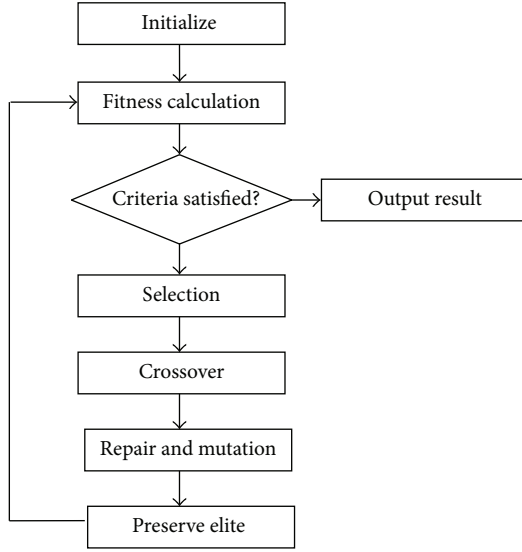 Initialize
Fitness calculation
Criteria satisfied?
Output result
Selection
Crossover
Repair and mutation
Preserve elite